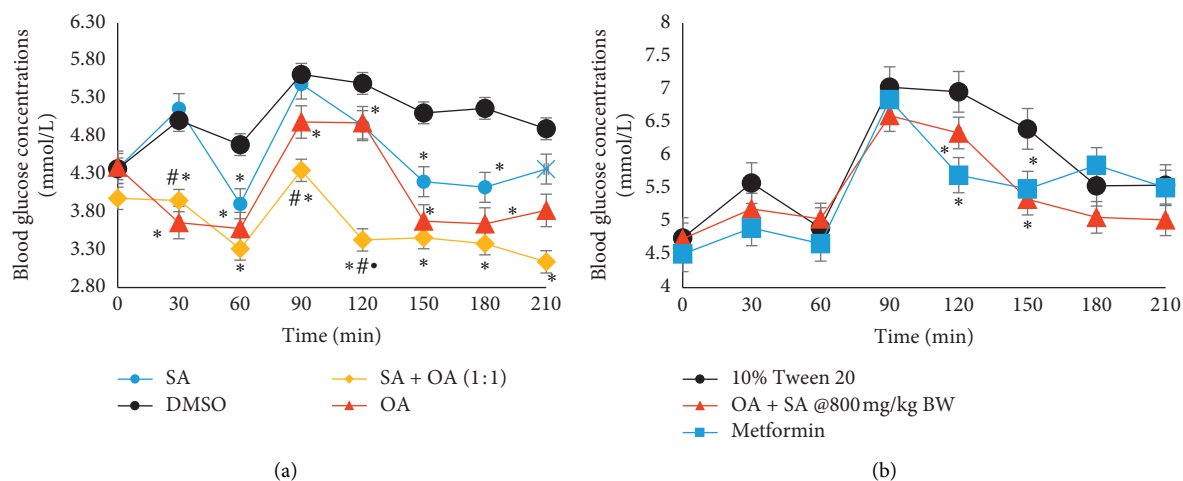 Blood glucose concentrations
(mmol/L)
6.30
5.80
5.30
4.80
4.30
3.80
3.30
2.80
0 30 60 90 120 150 180 210
Time (min)
#*
*
*
*
*
#*
*
*#•
*
*
*
*
*
*
*
SA
DMSO
SA + OA (1:1)
OA
(a)
Blood glucose concentrations
(mmol/L)
8
7.5
7
6.5
6
5.5
5
4.5
4
0 30 60 90 120 150 180 210
Time (min)
*
*
*
*
10% Tween 20
OA + SA @800 mg/kg BW
Metformin
(b)